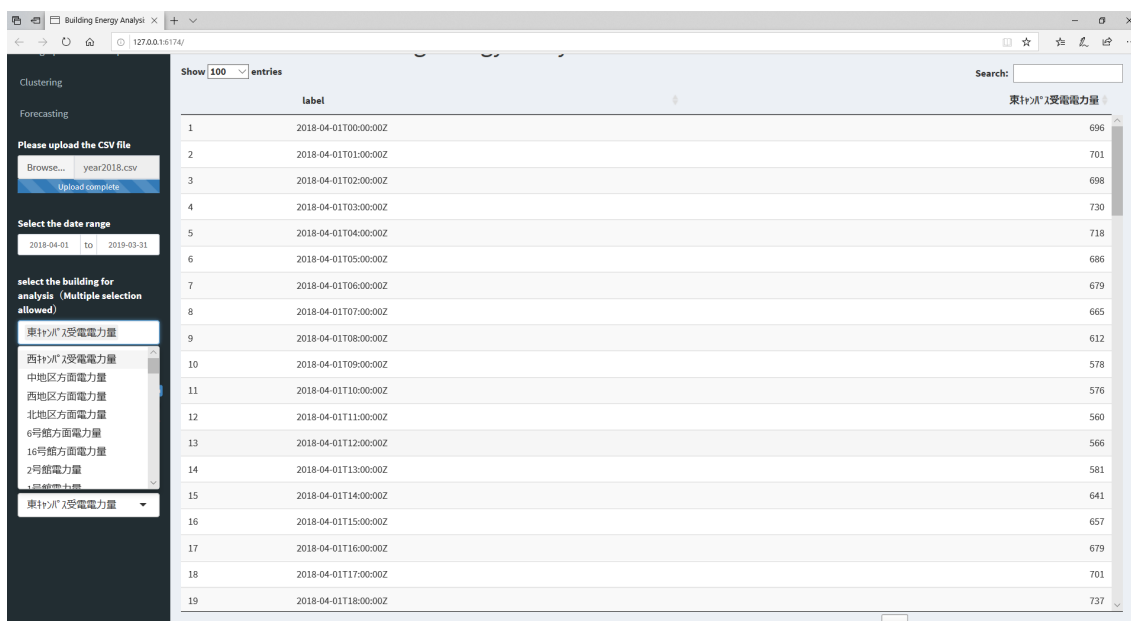 Building Energy Analysi
127.0.0.1:6174/
Clustering
Forecasting
Please upload the CSV file
Browse... year2018.csv
Upload complete
Select the date range
2018-04-01 to 2019-03-31
select the building for
analysis（Multiple selection
allowed）
東ｷｬﾝﾊﾟｽ受電電力量
西ｷｬﾝﾊﾟｽ受電電力量
中地区方面電力量
西地区方面電力量
北地区方面電力量
6号館方面電力量
16号館方面電力量
2号館電力量
1号館電力量
東ｷｬﾝﾊﾟｽ受電電力量
Show 100 entries
Search:
label 東ｷｬﾝﾊﾟｽ受電電力量
1 2018-04-01T00:00:00Z 696
2 2018-04-01T01:00:00Z 701
3 2018-04-01T02:00:00Z 698
4 2018-04-01T03:00:00Z 730
5 2018-04-01T04:00:00Z 718
6 2018-04-01T05:00:00Z 686
7 2018-04-01T06:00:00Z 679
8 2018-04-01T07:00:00Z 665
9 2018-04-01T08:00:00Z 612
10 2018-04-01T09:00:00Z 578
11 2018-04-01T10:00:00Z 576
12 2018-04-01T11:00:00Z 560
13 2018-04-01T12:00:00Z 566
14 2018-04-01T13:00:00Z 581
15 2018-04-01T14:00:00Z 641
16 2018-04-01T15:00:00Z 657
17 2018-04-01T16:00:00Z 679
18 2018-04-01T17:00:00Z 701
19 2018-04-01T18:00:00Z 737